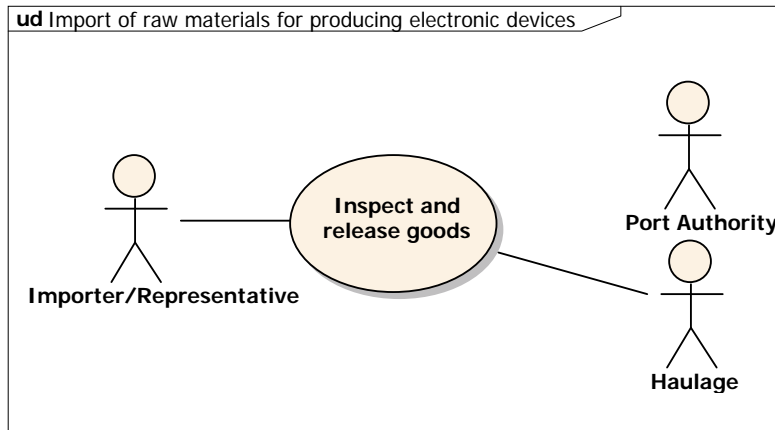 ud Import of raw materials for producing electronic devices
Inspect and
release goods
Port Authority
Importer/Representative
Haulage